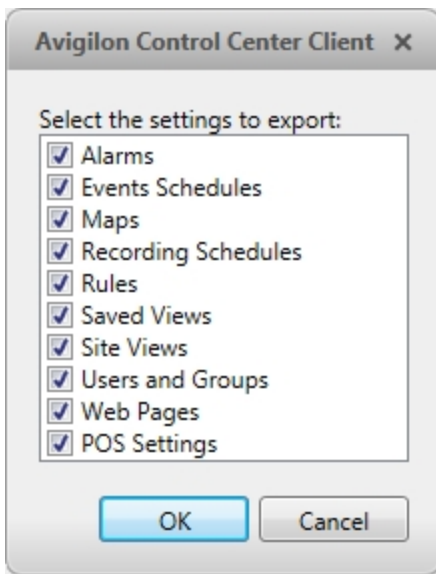 Avigilon Control Center Client
Select the settings to export:
Alarms
Events Schedules
Maps
Recording Schedules
Rules
Saved Views
Site Views
Users and Groups
Web Pages
POS Settings
OK Cancel